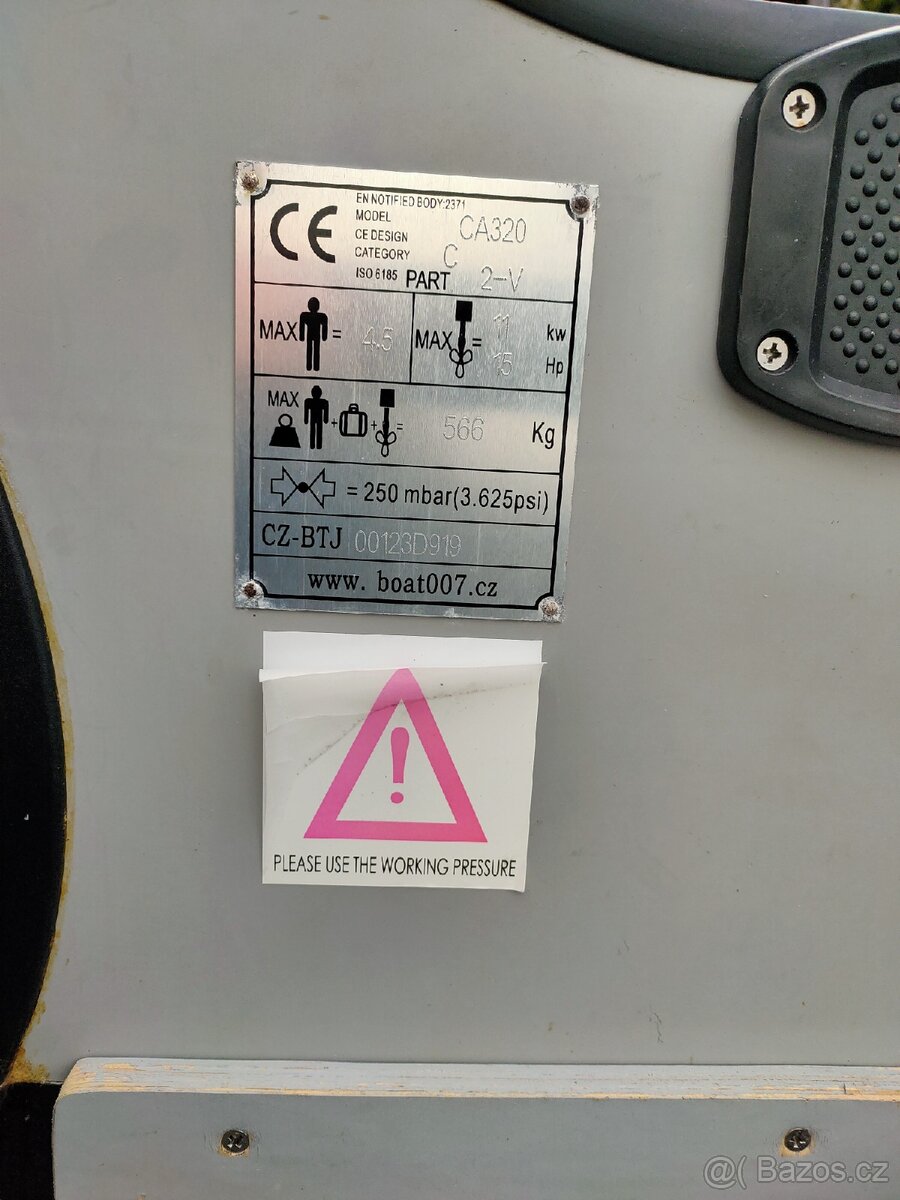 CE
EN NOTIFIED BODY:2371
MODEL CA320
CE DESIGN
CATEGORY C
ISO 6185 PART 2-V
MAX = 4.5
MAX = 11 kw
15 Hp
MAX
+ + = 566 Kg
= 250 mbar(3.625psi)
CZ-BTJ 00123D919
www. boat007.cz
!
PLEASE USE THE WORKING PRESSURE
@( Bazos.cz